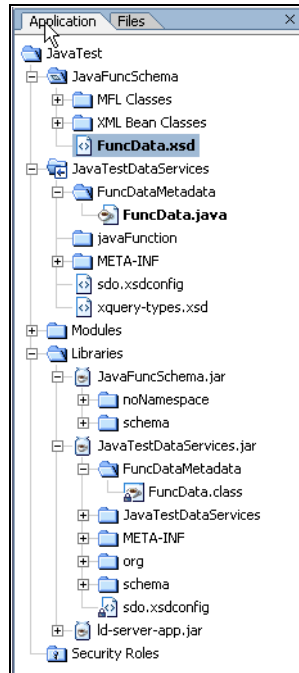 Application Files
JavaTest
JavaFuncSchema
MFL Classes
XML Bean Classes
FuncData.xsd
JavaTestDataServices
FuncDataMetadata
FuncData.java
javaFunction
META-INF
sdo.xsdconfig
xquery-types.xsd
Modules
Libraries
JavaFuncSchema.jar
noNamespace
schema
JavaTestDataServices.jar
FuncDataMetadata
FuncData.class
JavaTestDataServices
META-INF
org
schema
sdo.xsdconfig
ld-server-app.jar
Security Roles